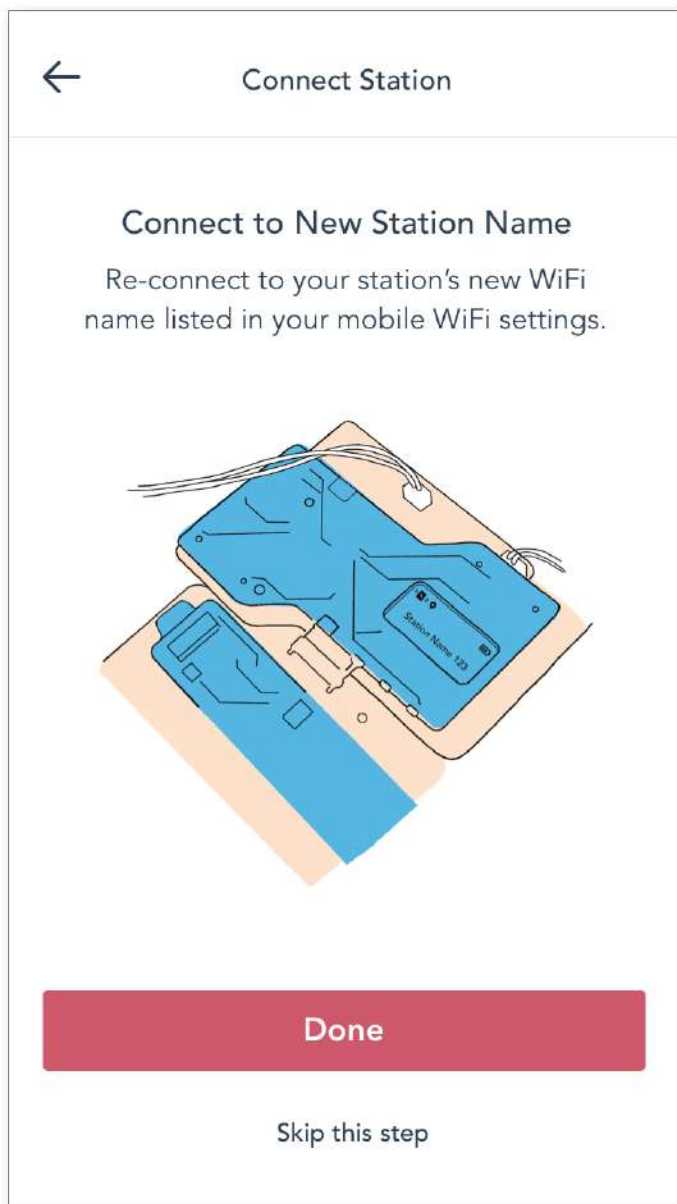 Connect Station
Connect to New Station Name
Re-connect to your station's new WiFi
name listed in your mobile WiFi settings.
Station Name 123
Done
Skip this step